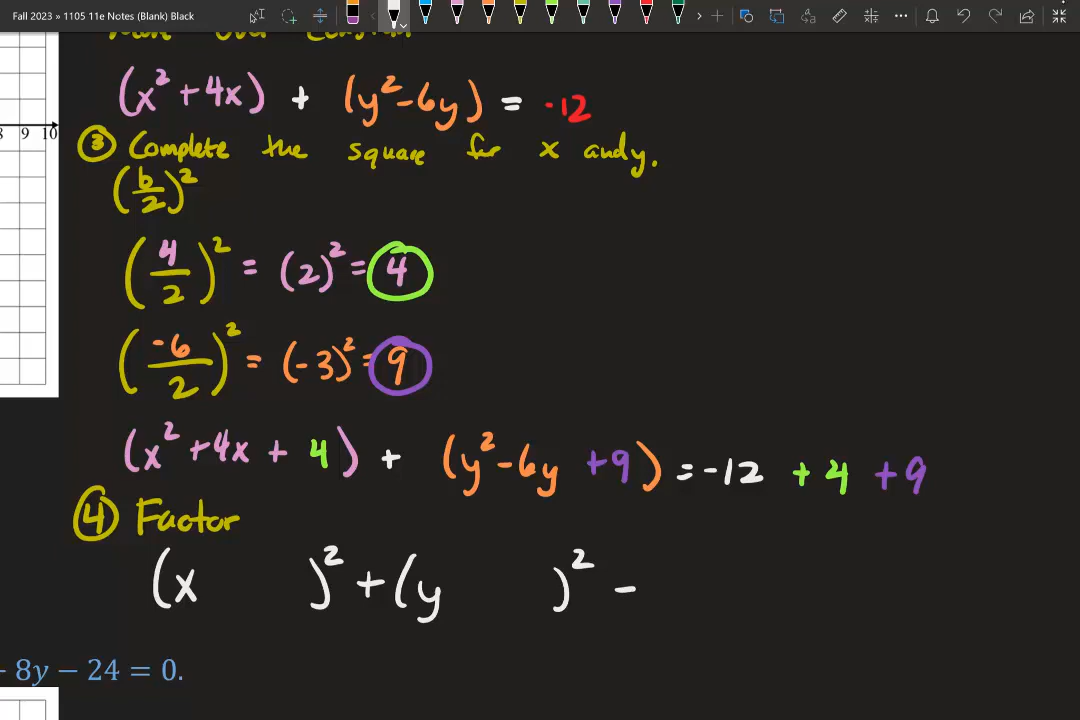 Fall 2023 » 1105 11e Notes (Blank) Black
(x² + 4x) + (y² - 6y) = -12
8 9 10
③ Complete the square for x and y.
(b/2)²
(4/2)² = (2)² = 4
(-6/2)² = (-3)² = 9
(x² + 4x + 4) + (y² - 6y + 9) = -12 + 4 + 9
④ Factor
(x )² + (y )² -
- 8y − 24 = 0.